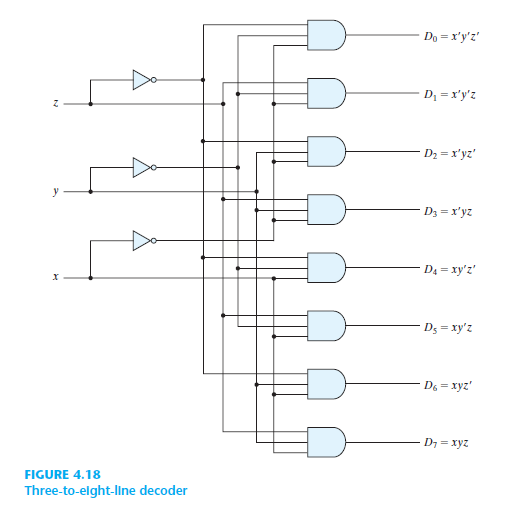 D₀ = x'y'z'
D₁ = x'y'z
z
D₂ = x'yz'
y
D₃ = x'yz
D₄ = xy'z'
x
D₅ = xy'z
D₆ = xyz'
D₇ = xyz
FIGURE 4.18
Three-to-eight-line decoder